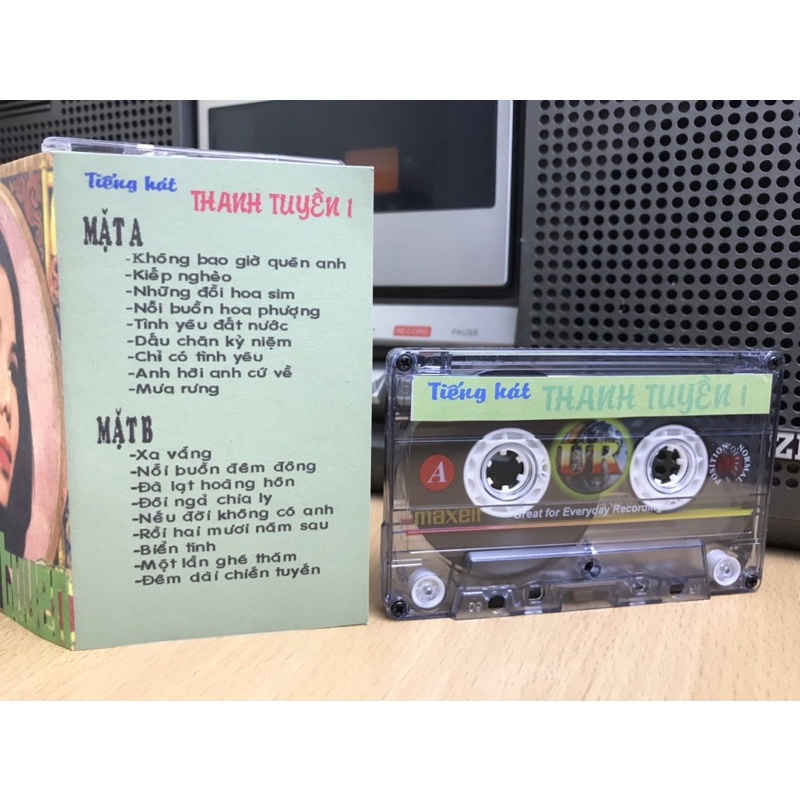 Tiếng hát
THANH TUYỀN 1
MẶT A
-Không bao giờ quên anh
-Kiếp nghèo
-Những đồi hoa sim
-Nỗi buồn hoa phượng
-Tình yêu đất nước
-Dấu chân kỷ niệm
-Chỉ có tình yêu
-Anh hỡi anh cứ về
-Mưa rừng
MẶT B
-Xa vắng
-Nỗi buồn đêm đông
-Đà lạt hoàng hôn
-Đôi ngả chia ly
-Nếu đời không có anh
-Rồi hai mươi năm sau
-Biển tình
-Một lần ghé thăm
-Đêm dài chiến tuyến
RECORD PAUSE
Tiếng hát THANH TUYỀN 1
A
UR
POSITION NORMAL
maxell
Great for Everyday Recording